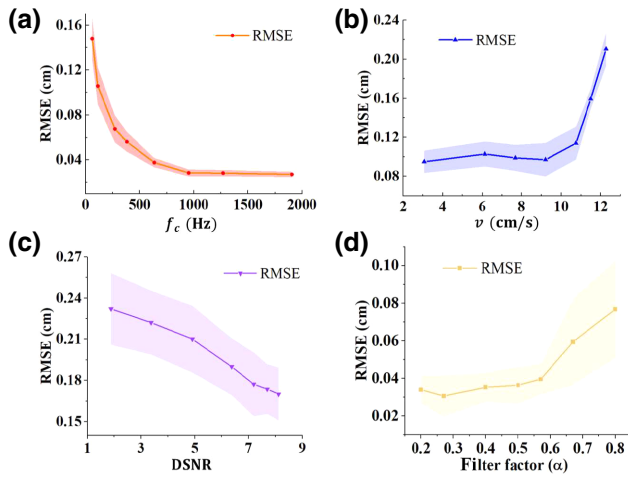 (a)
RMSE (cm)
0.16
0.12
0.08
0.04
RMSE
0 500 1000 1500 2000
f_c (Hz)
(b)
RMSE (cm)
0.24
0.20
0.16
0.12
0.08
RMSE
2 4 6 8 10 12
v (cm/s)
(c)
RMSE (cm)
0.27
0.24
0.21
0.18
0.15
RMSE
1 3 5 7 9
DSNR
(d)
RMSE (cm)
0.10
0.08
0.06
0.04
0.02
RMSE
0.2 0.3 0.4 0.5 0.6 0.7 0.8
Filter factor (α)